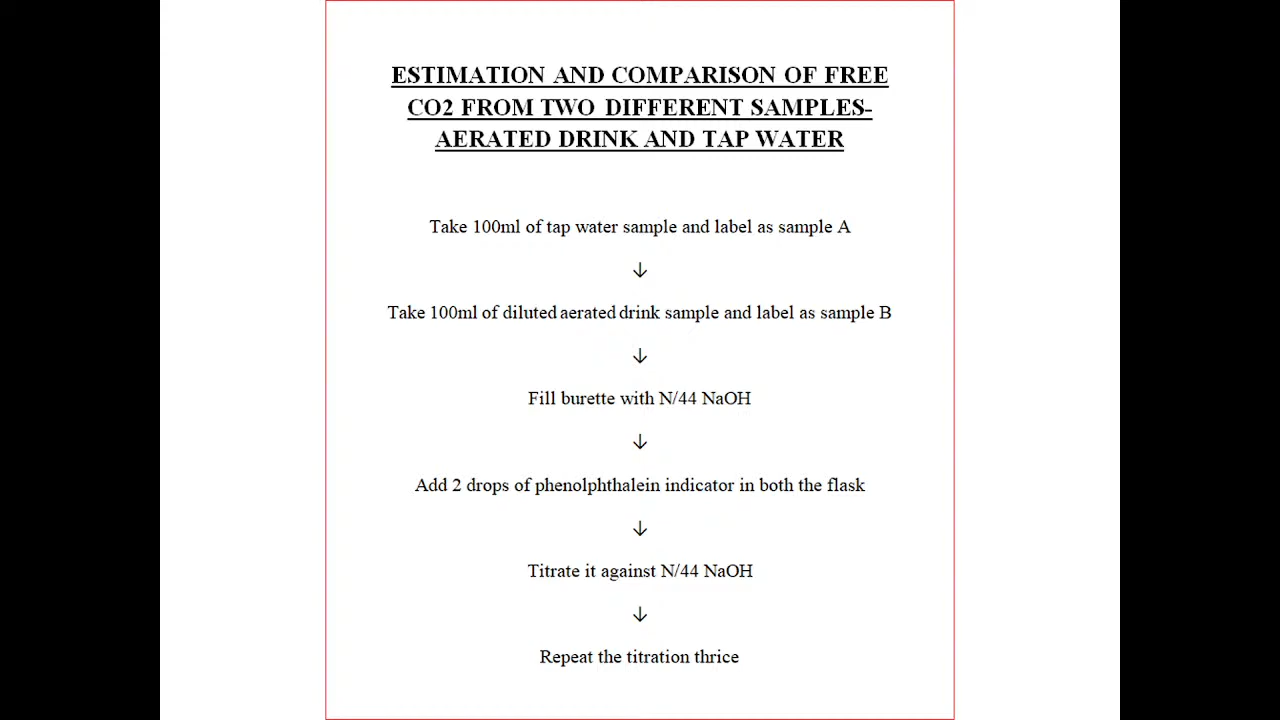 ESTIMATION AND COMPARISON OF FREE
CO2 FROM TWO DIFFERENT SAMPLES-
AERATED DRINK AND TAP WATER
Take 100ml of tap water sample and label as sample A
↓
Take 100ml of diluted aerated drink sample and label as sample B
↓
Fill burette with N/44 NaOH
↓
Add 2 drops of phenolphthalein indicator in both the flask
↓
Titrate it against N/44 NaOH
↓
Repeat the titration thrice